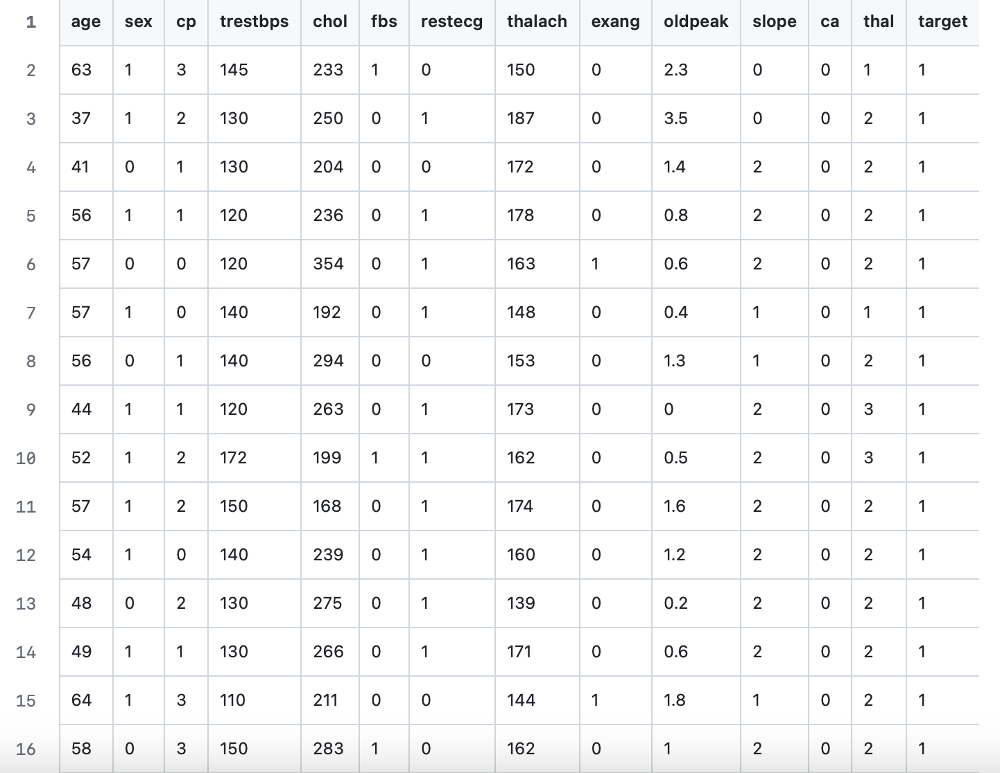 1 age sex cp trestbps chol fbs restecg thalach exang oldpeak slope ca thal target
2 63 1 3 145 233 1 0 150 0 2.3 0 0 1 1
3 37 1 2 130 250 0 1 187 0 3.5 0 0 2 1
4 41 0 1 130 204 0 0 172 0 1.4 2 0 2 1
5 56 1 1 120 236 0 1 178 0 0.8 2 0 2 1
6 57 0 0 120 354 0 1 163 1 0.6 2 0 2 1
7 57 1 0 140 192 0 1 148 0 0.4 1 0 1 1
8 56 0 1 140 294 0 0 153 0 1.3 1 0 2 1
9 44 1 1 120 263 0 1 173 0 0 2 0 3 1
10 52 1 2 172 199 1 1 162 0 0.5 2 0 3 1
11 57 1 2 150 168 0 1 174 0 1.6 2 0 2 1
12 54 1 0 140 239 0 1 160 0 1.2 2 0 2 1
13 48 0 2 130 275 0 1 139 0 0.2 2 0 2 1
14 49 1 1 130 266 0 1 171 0 0.6 2 0 2 1
15 64 1 3 110 211 0 0 144 1 1.8 1 0 2 1
16 58 0 3 150 283 1 0 162 0 1 2 0 2 1